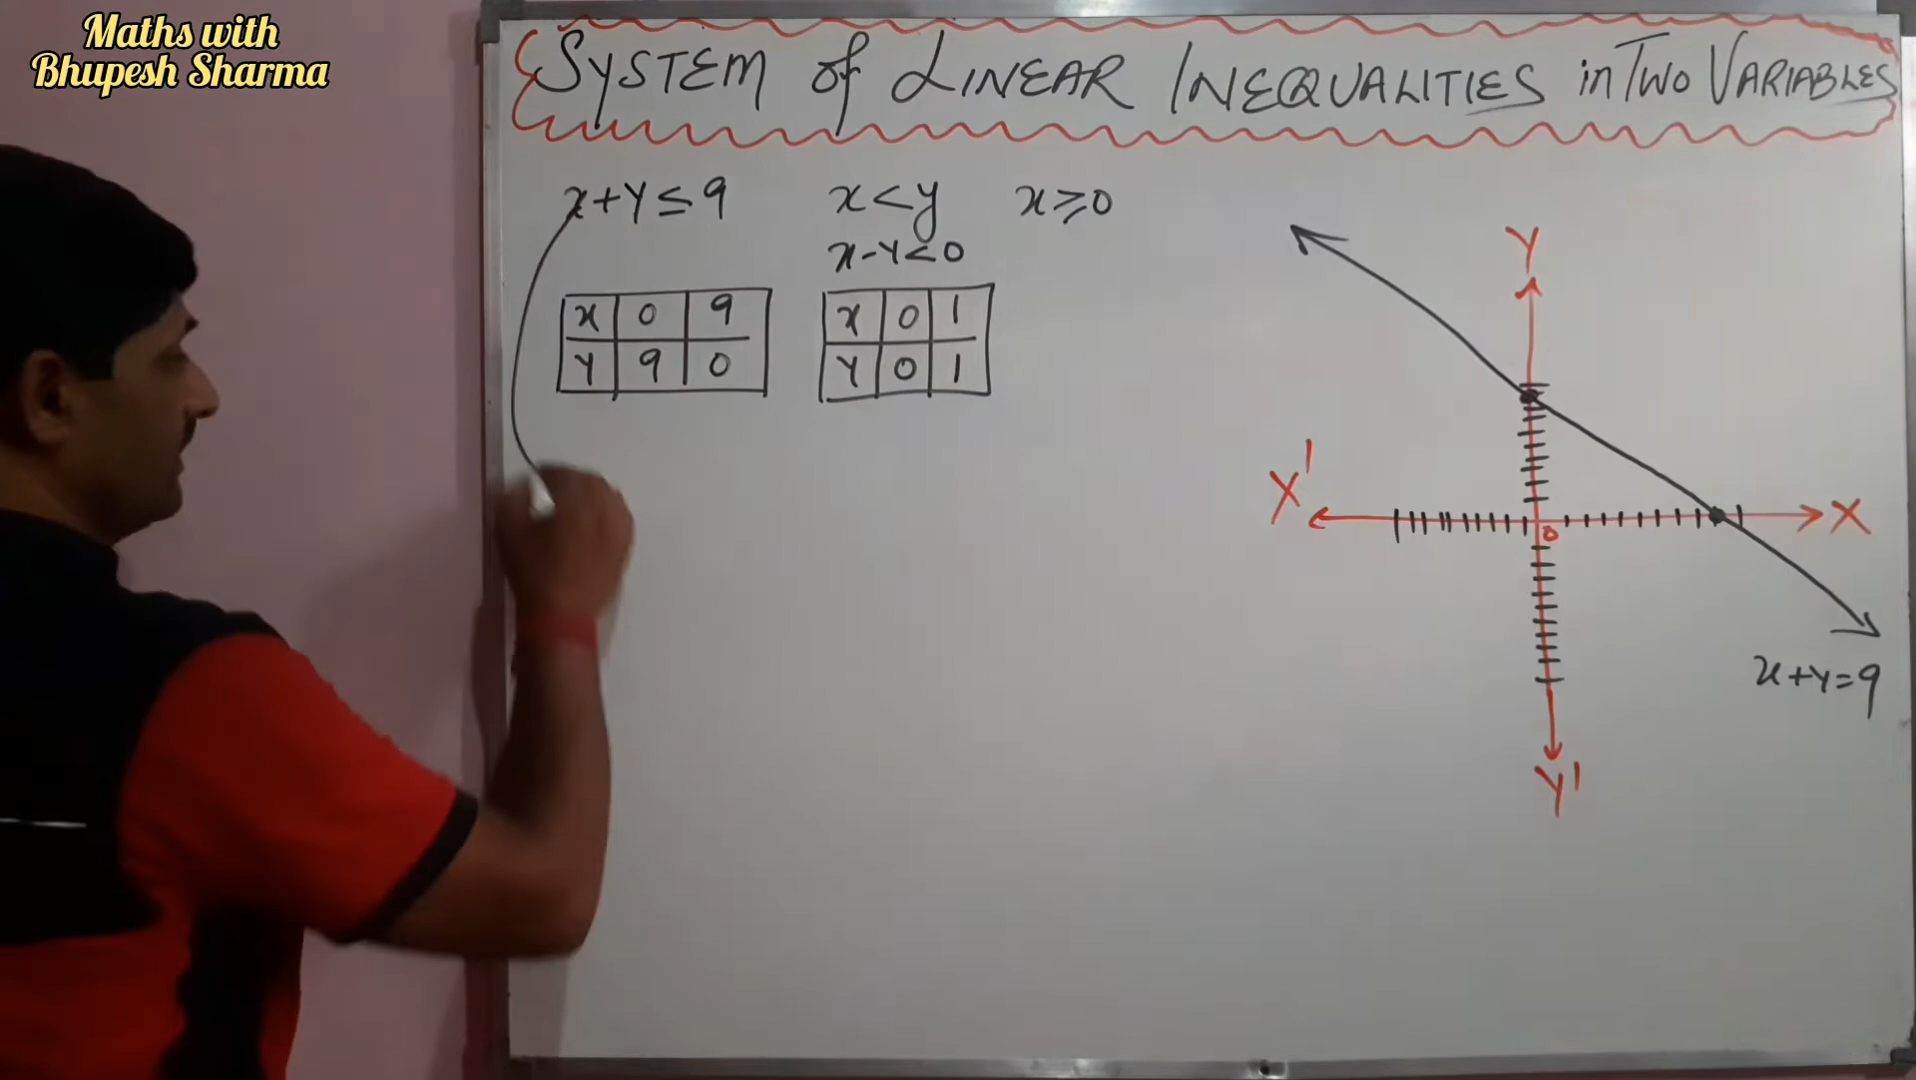 Maths with
Bhupesh Sharma
SYSTEM of LINEAR INEQUALITIES in TWO VARIABLES
x+y≤9 x<y x≥0
x-y<0
x 0 9
y 9 0
x 0 1
y 0 1
Y
X' X
0
x+y=9
Y'